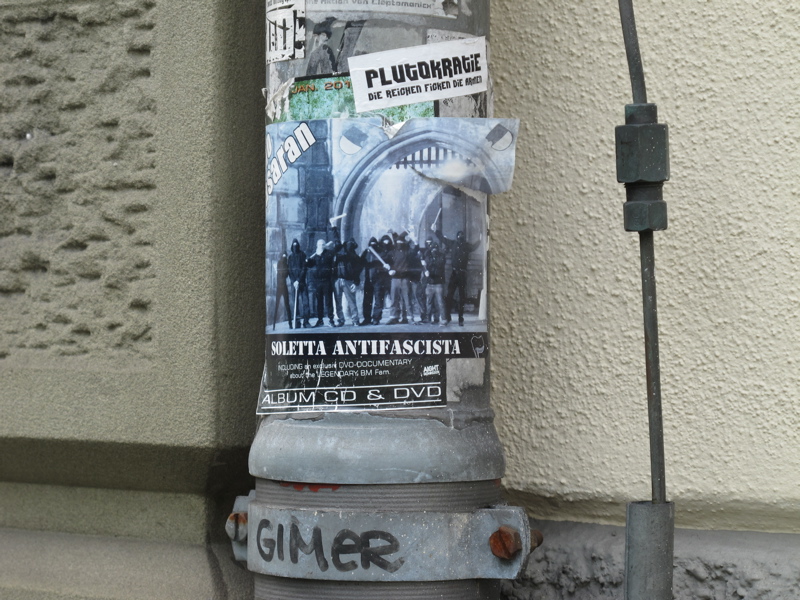 PLUTOKRATIE
DIE REICHEN FICKEN DIE ARMEN
JAN. 201
saran
SOLETTA ANTIFASCISTA
INCLUDING an exclusive DVD-DOCUMENTARY
about the LEGENDARY BM Fam.
ALBUM CD & DVD
GIMER